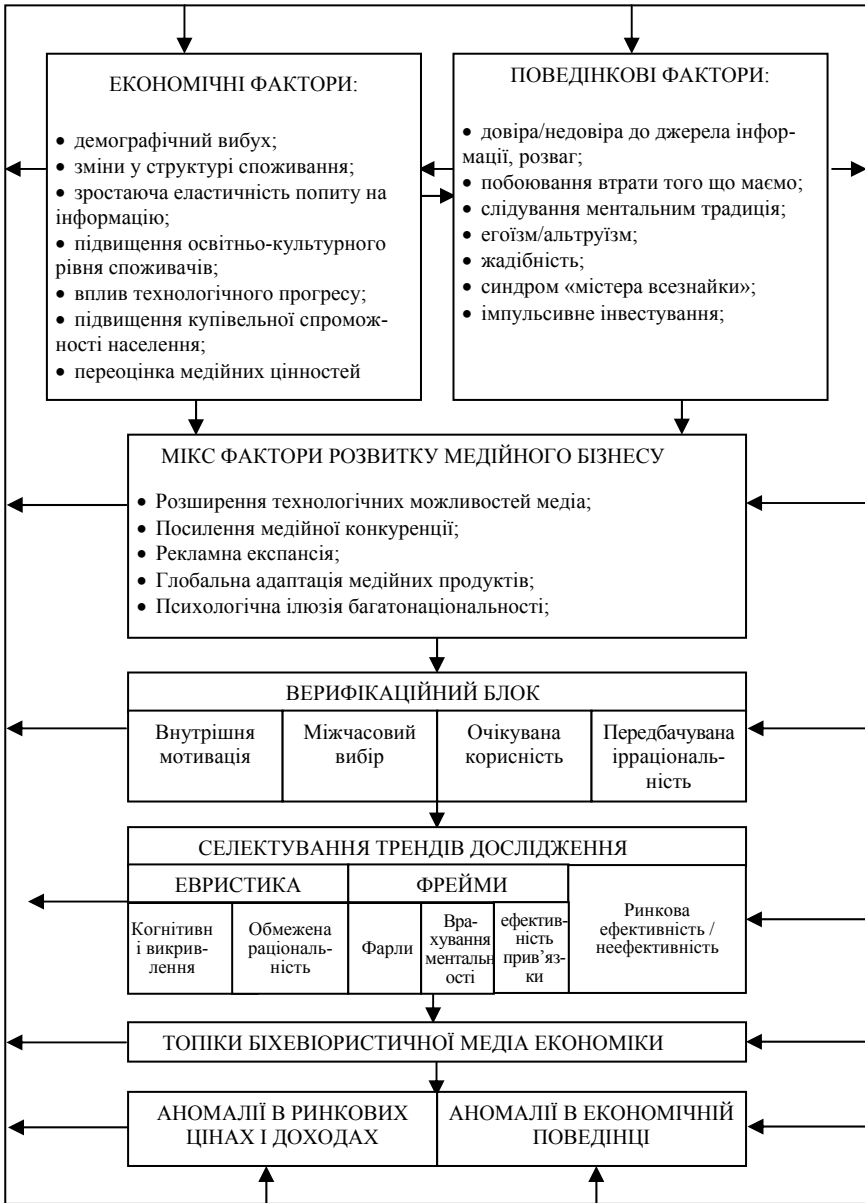 ЕКОНОМІЧНІ ФАКТОРИ:
• демографічний вибух;
• зміни у структурі споживання;
• зростаюча еластичність попиту на
інформацію;
• підвищення освітньо-культурного
рівня споживачів;
• вплив технологічного прогресу;
• підвищення купівельної спромож-
ності населення;
• переоцінка медійних цінностей
ПОВЕДІНКОВІ ФАКТОРИ:
• довіра/недовіра до джерела інфор-
мації, розваг;
• побоювання втрати того що маємо;
• слідування ментальним традиція;
• егоїзм/альтруїзм;
• жадібність;
• синдром «містера всезнайки»;
• імпульсивне інвестування;
МІКС ФАКТОРИ РОЗВИТКУ МЕДІЙНОГО БІЗНЕСУ
• Розширення технологічних можливостей медіа;
• Посилення медійної конкуренції;
• Рекламна експансія;
• Глобальна адаптація медійних продуктів;
• Психологічна ілюзія багатонаціональності;
ВЕРИФІКАЦІЙНИЙ БЛОК
Внутрішня
мотивація
Міжчасовий
вибір
Очікувана
корисність
Передбачувана
ірраціональ-
ність
СЕЛЕКТУВАННЯ ТРЕНДІВ ДОСЛІДЖЕННЯ
ЕВРИСТИКА
ФРЕЙМИ
Когнітивн
і викрив-
лення
Обмежена
раціональ-
ність
Фарли
Вра-
хування
ментальн
ості
ефектив-
ність
прив’яз-
ки
Ринкова
ефективність /
неефективність
ТОПІКИ БІХЕВІОРИСТИЧНОЇ МЕДІА ЕКОНОМІКИ
АНОМАЛІЇ В РИНКОВИХ
ЦІНАХ І ДОХОДАХ
АНОМАЛІЇ В ЕКОНОМІЧНІЙ
ПОВЕДІНЦІ